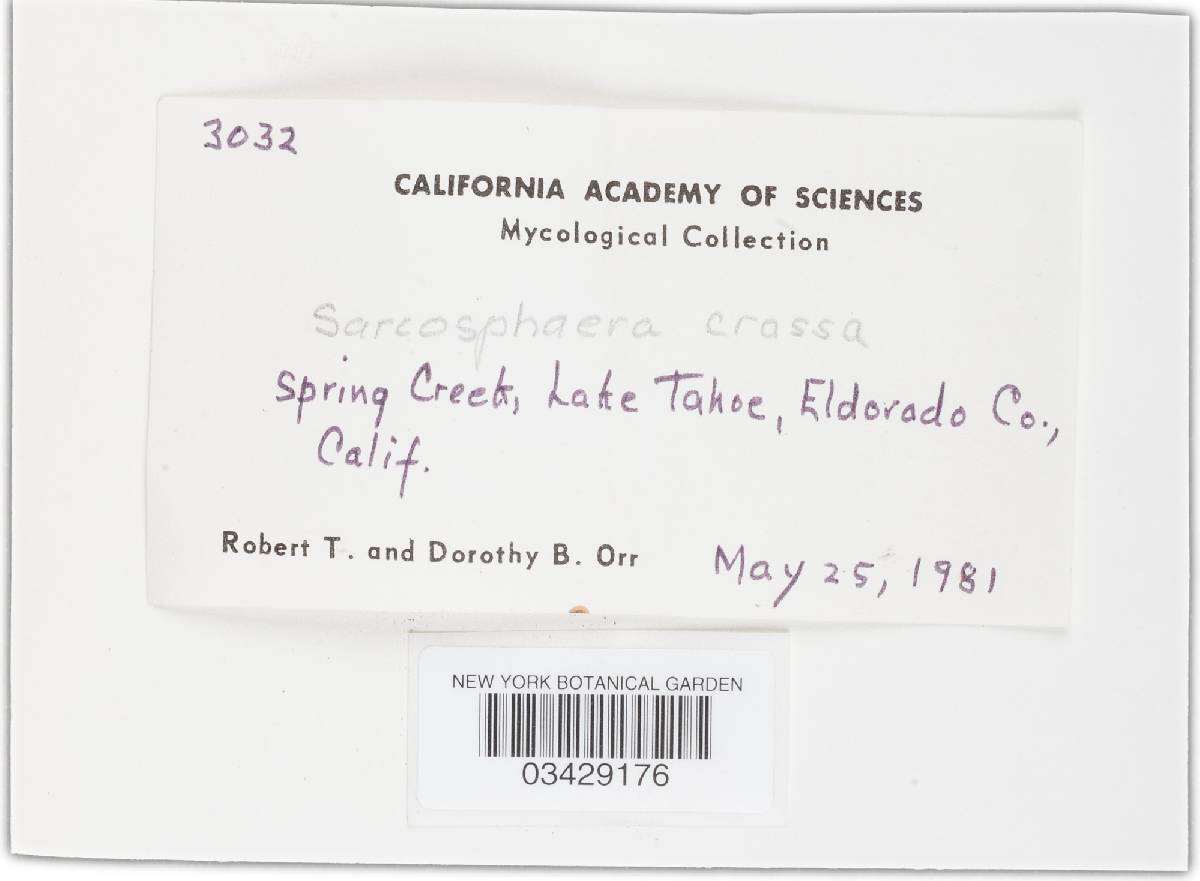 3032
CALIFORNIA ACADEMY OF SCIENCES
Mycological Collection
Sarcosphaera crassa
Spring Creek, Lake Tahoe, Eldorado Co.,
Calif.
Robert T. and Dorothy B. Orr
May 25, 1981
NEW YORK BOTANICAL GARDEN
03429176